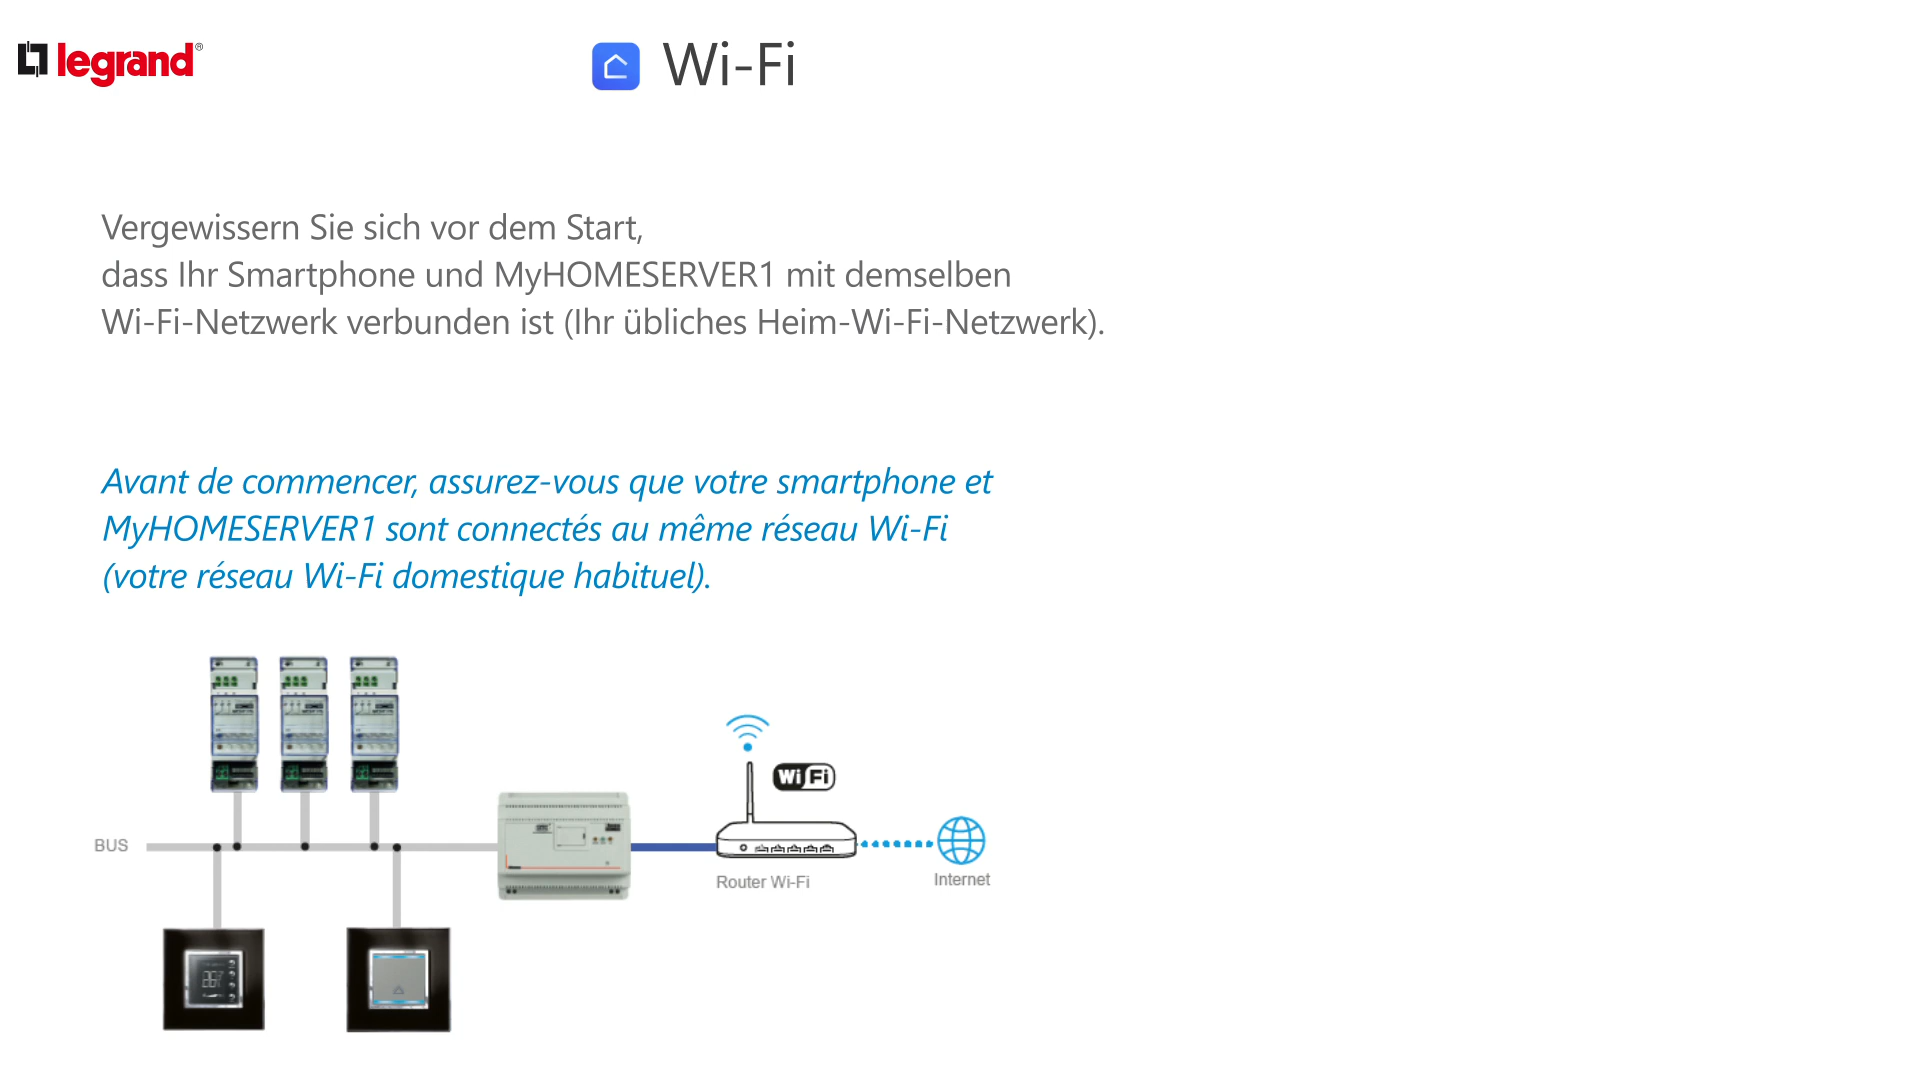 legrand®
Wi-Fi
Vergewissern Sie sich vor dem Start,
dass Ihr Smartphone und MyHOMESERVER1 mit demselben
Wi-Fi-Netzwerk verbunden ist (Ihr übliches Heim-Wi-Fi-Netzwerk).
Avant de commencer, assurez-vous que votre smartphone et
MyHOMESERVER1 sont connectés au même réseau Wi-Fi
(votre réseau Wi-Fi domestique habituel).
Wi Fi
BUS
Router Wi-Fi
Internet